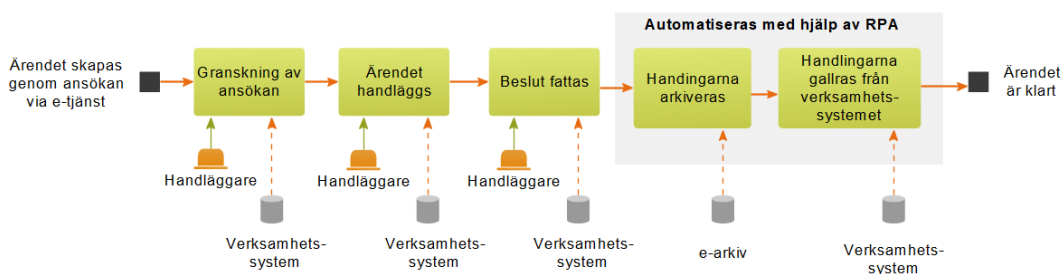 Automatiseras med hjälp av RPA
Ärendet skapas
genom ansökan
via e-tjänst
Granskning av
ansökan
Ärendet
handläggs
Beslut fattas
Handingarna
arkiveras
Handlingarna
gallras från
verksamhets-
systemet
Ärendet
är klart
Handläggare
Handläggare
Handläggare
Verksamhets-
system
Verksamhets-
system
Verksamhets-
system
e-arkiv
Verksamhets-
system